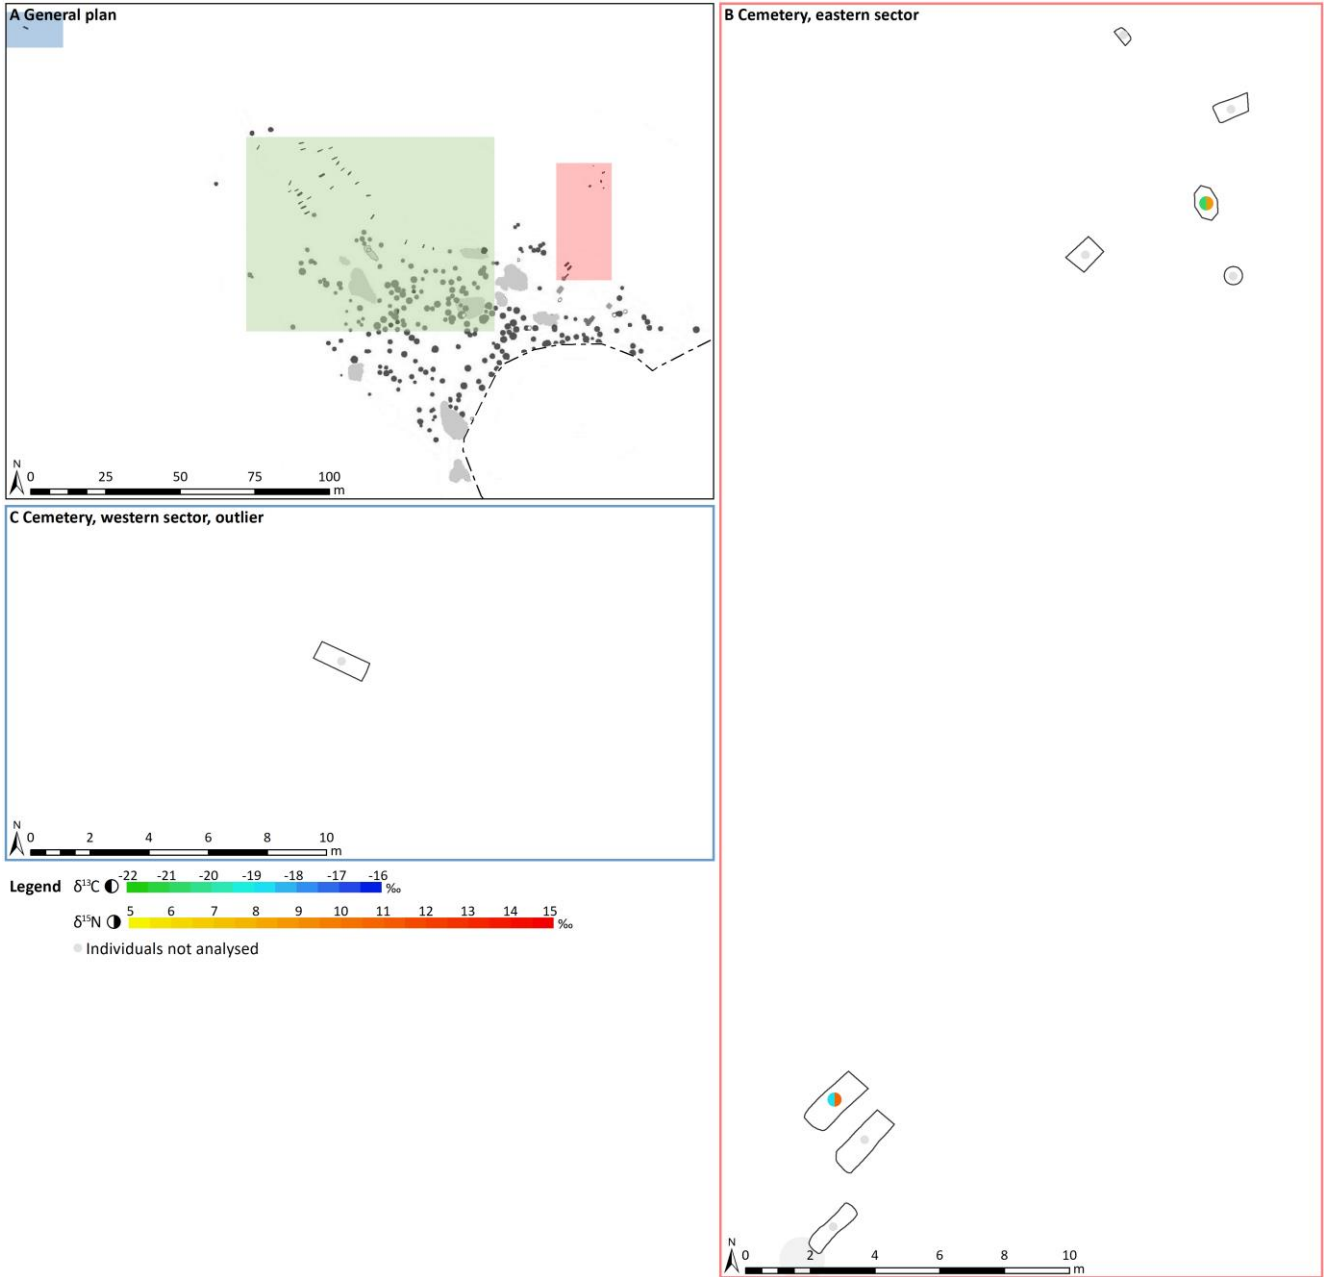 A General plan
N
0 25 50 75 100
m
B Cemetery, eastern sector
N
0 2 4 6 8 10
m
C Cemetery, western sector, outlier
N
0 2 4 6 8 10
m
Legend δ¹³C -22 -21 -20 -19 -18 -17 -16 ‰
δ¹⁵N 5 6 7 8 9 10 11 12 13 14 15 ‰
Individuals not analysed